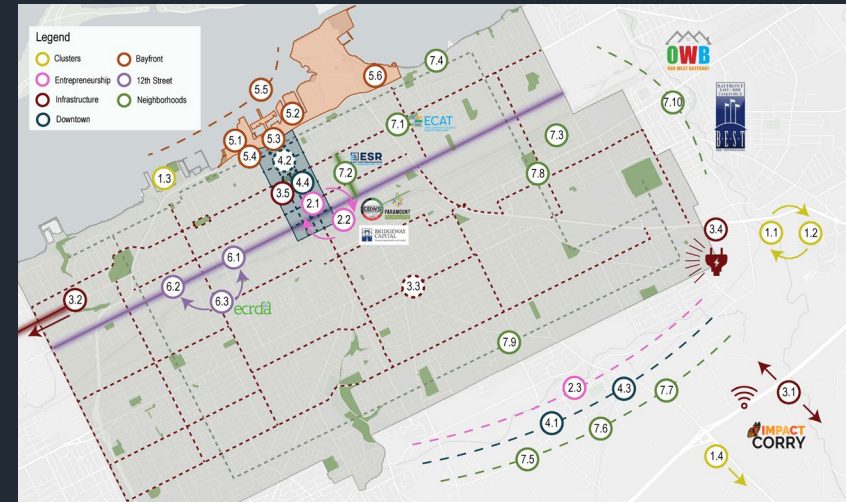 Legend
Clusters
Bayfront
Entrepreneurship
12th Street
Infrastructure
Neighborhoods
Downtown
OWB
OUR WEST BAYFRONT
7.4
5.6
5.5
5.2
7.10
BAYFRONT
EAST SIDE
TASKFORCE
B·E·S·T
7.1
ECAT
5.1
5.3
7.3
5.4
4.2
ESR
1.3
4.4
7.2
7.8
3.5
2.1
EBWS
PARAMOUNT
2.2
3.4
BRIDGEWAY
CAPITAL
1.1
1.2
6.1
6.2
3.3
3.2
6.3
ecrda
7.9
2.3
4.3
7.7
3.1
4.1
7.6
IMPACT
CORRY
7.5
1.4